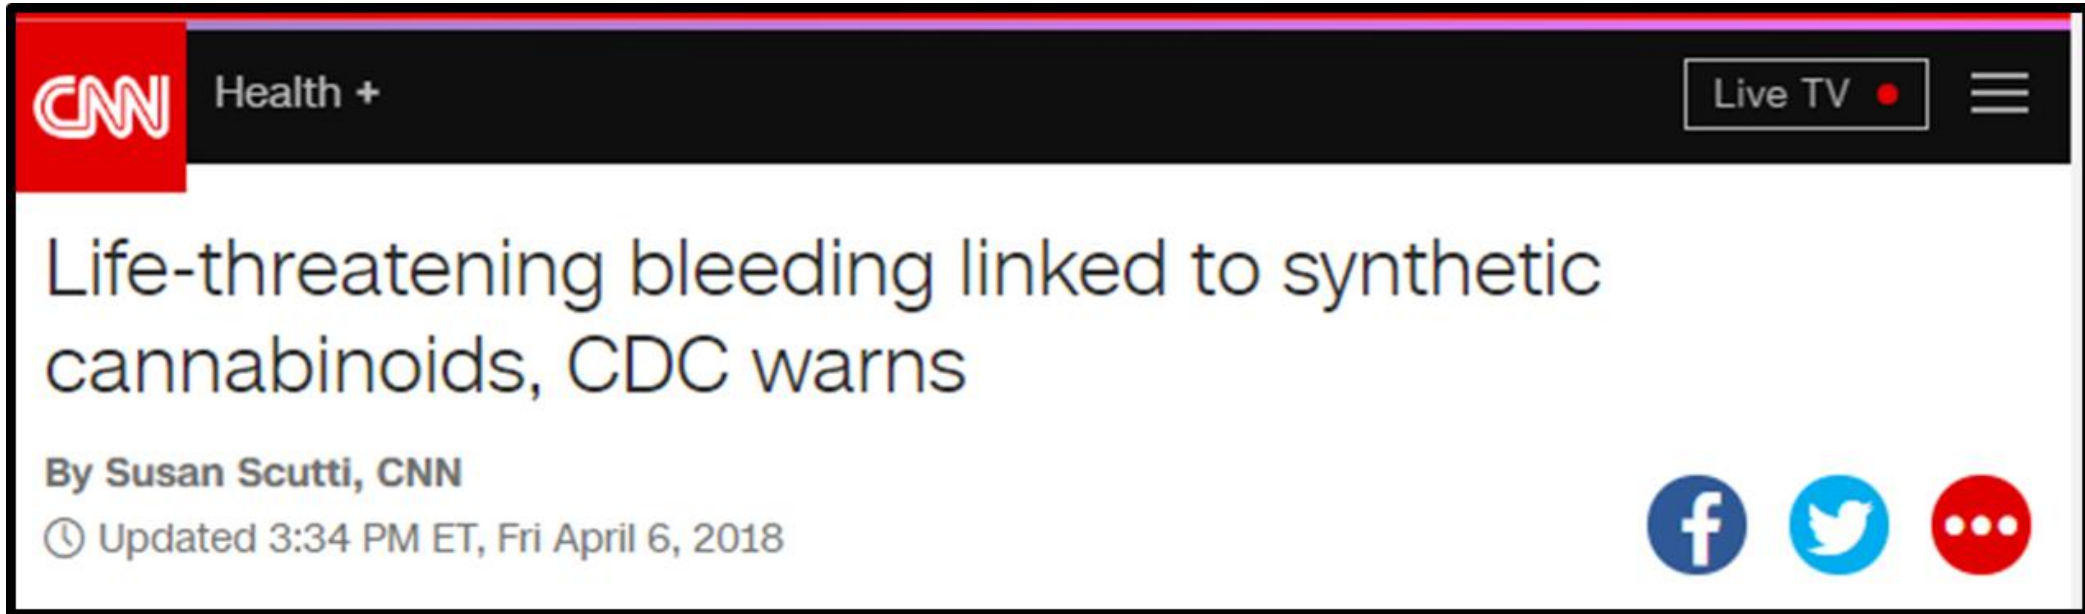 CNN
Health +
Live TV
Life-threatening bleeding linked to synthetic
cannabinoids, CDC warns
By Susan Scutti, CNN
Updated 3:34 PM ET, Fri April 6, 2018